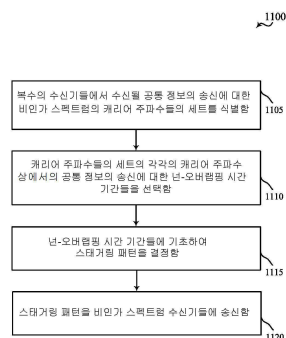 1100
복수의 수신기들에서 수신될 공통 정보의 송신에 대한
비인가 스펙트럼의 캐리어 주파수들의 세트를 식별함
1105
캐리어 주파수들의 세트의 각각의 캐리어 주파수
상에서의 공통 정보의 송신에 대한 넌-오버랩핑 시간
기간들을 선택함
1110
넌-오버랩핑 시간 기간들에 기초하여
스태거링 패턴을 결정함
1115
스태거링 패턴을 비인가 스펙트럼 수신기들에 송신함
1120